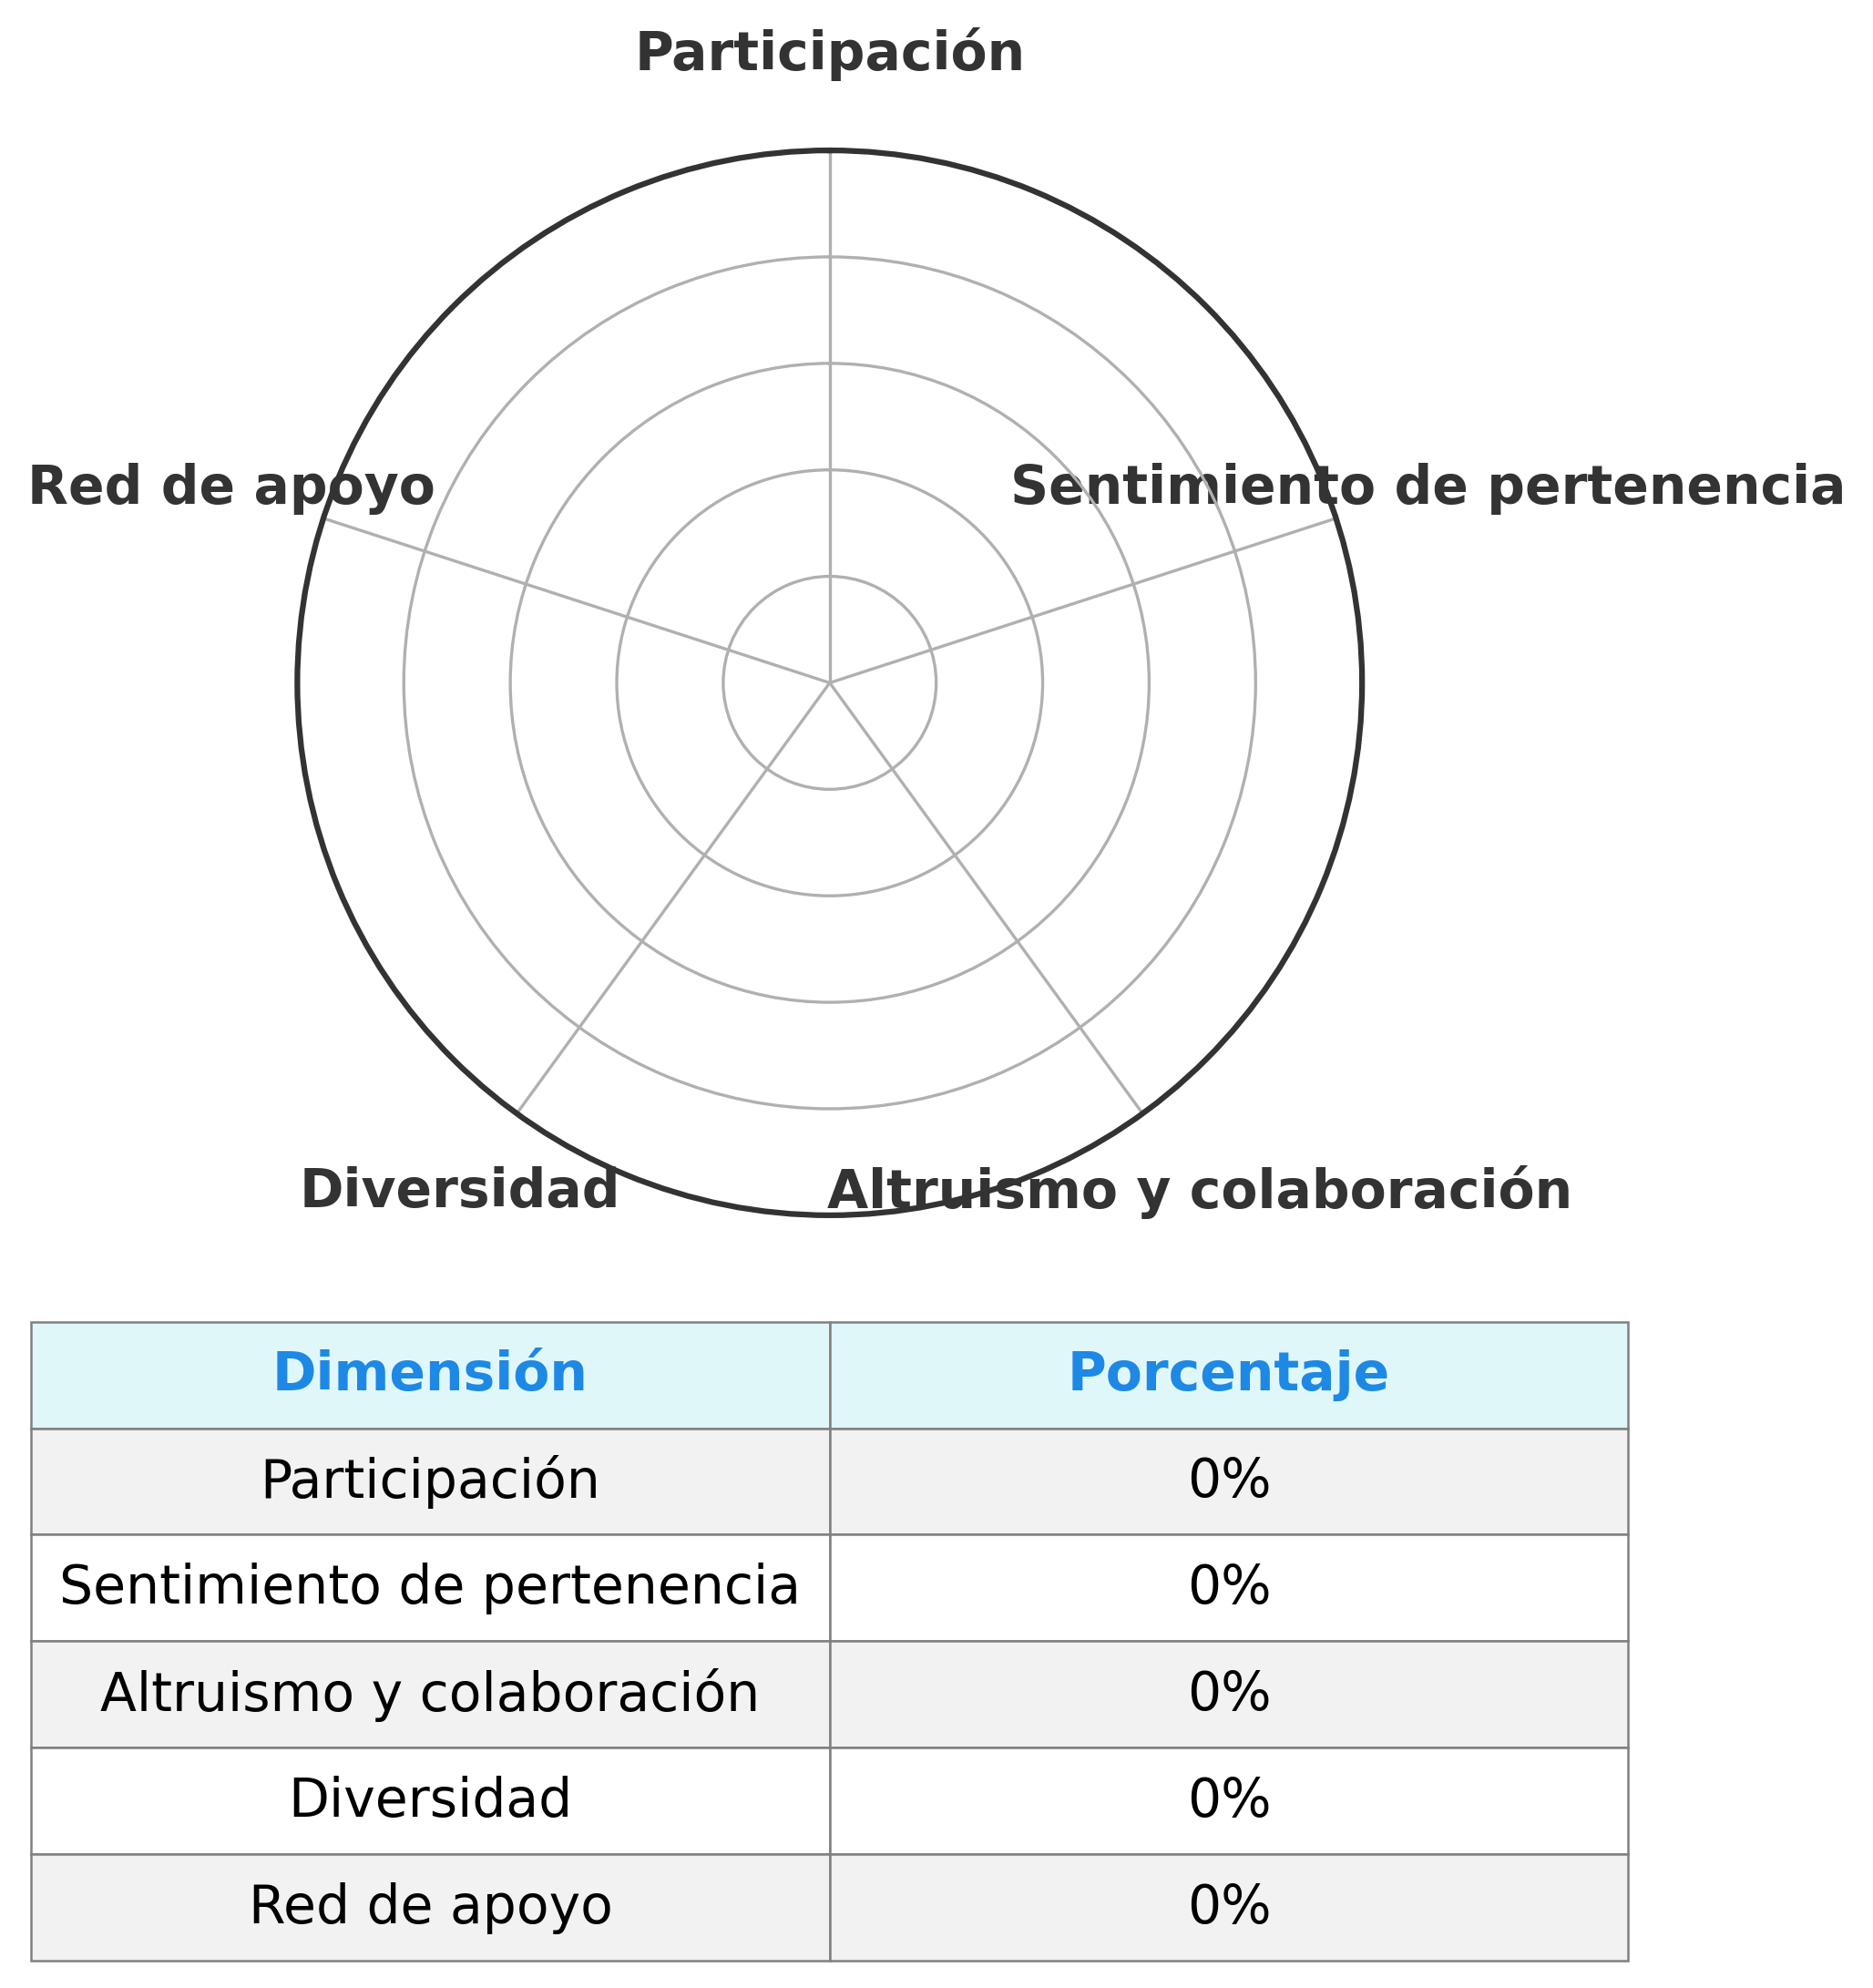 Participación
Red de apoyo
Sentimiento de pertenencia
Diversidad
Altruismo y colaboración
Dimensión Porcentaje
Participación 0%
Sentimiento de pertenencia 0%
Altruismo y colaboración 0%
Diversidad 0%
Red de apoyo 0%